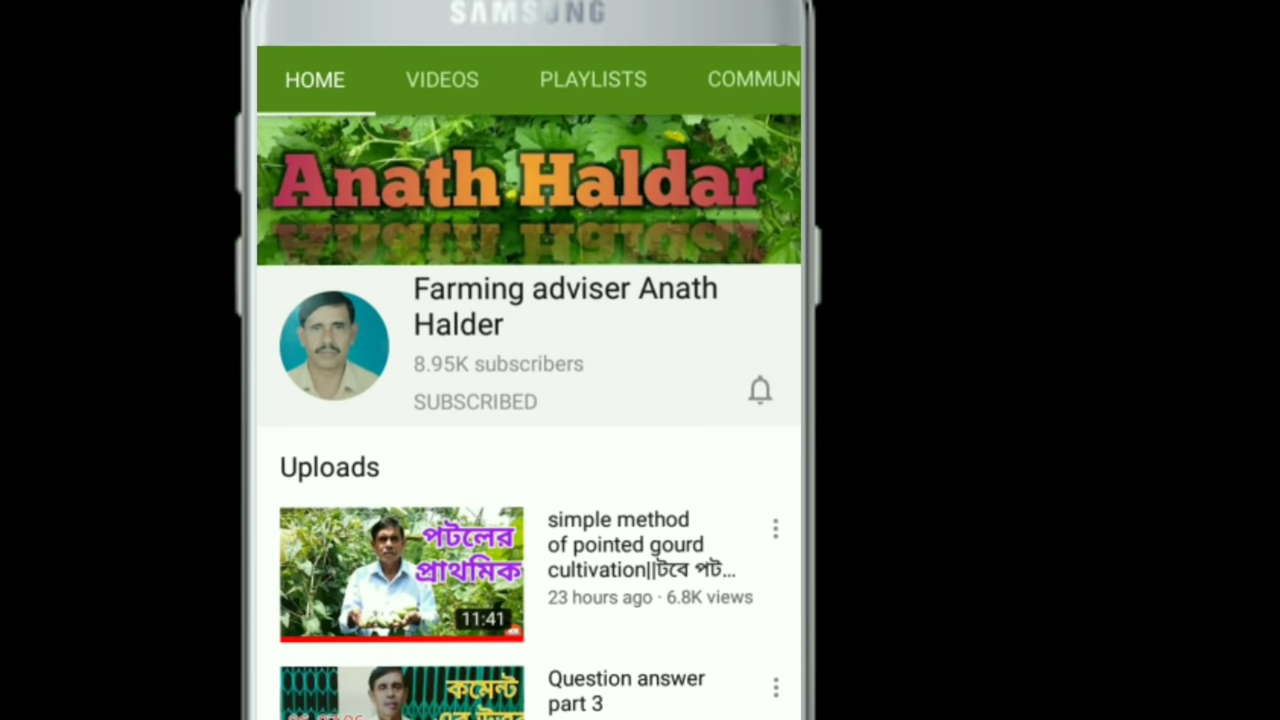 SAMSUNG
HOME VIDEOS PLAYLISTS COMMUN
Anath Haldar
Farming adviser Anath
Halder
8.95K subscribers
SUBSCRIBED
Uploads
পটলের
প্রাথমিক
11:41
simple method
of pointed gourd
cultivation||টবে পট...
23 hours ago · 6.8K views
কমেন্ট
Question answer
part 3